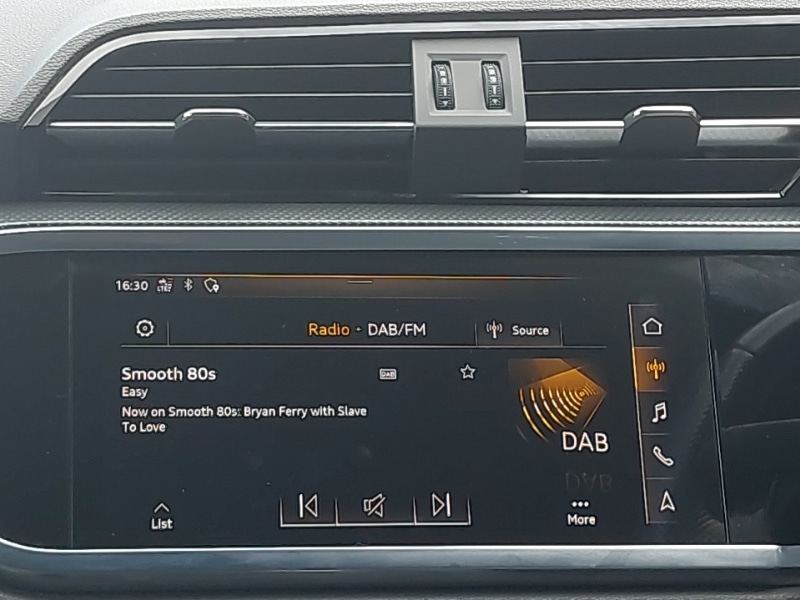 16:30
Radio - DAB/FM
Source
Smooth 80s
DAB
Easy
Now on Smooth 80s: Bryan Ferry with Slave
To Love
DAB
List
More